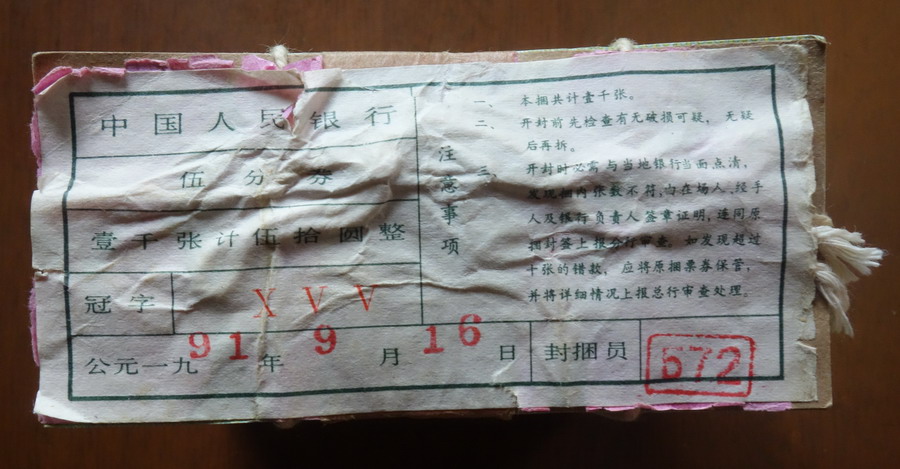 中国人民银行
伍分券
壹千张计伍拾圆整
冠字 X V V
公元一九91年9月16日
封捆员 572
注意事项
一、本捆共计壹千张。
二、开封前先检查有无破损可疑，无疑
后再拆。
三、开封时必需与当地银行当面点清，
发现捆内张数不符，由在场人、经手
人及银行负责人签章证明，连同原
捆封签上报分行审查。如发现超过
千张的错款，应将原捆票券保管，
并将详细情况上报总行审查处理。